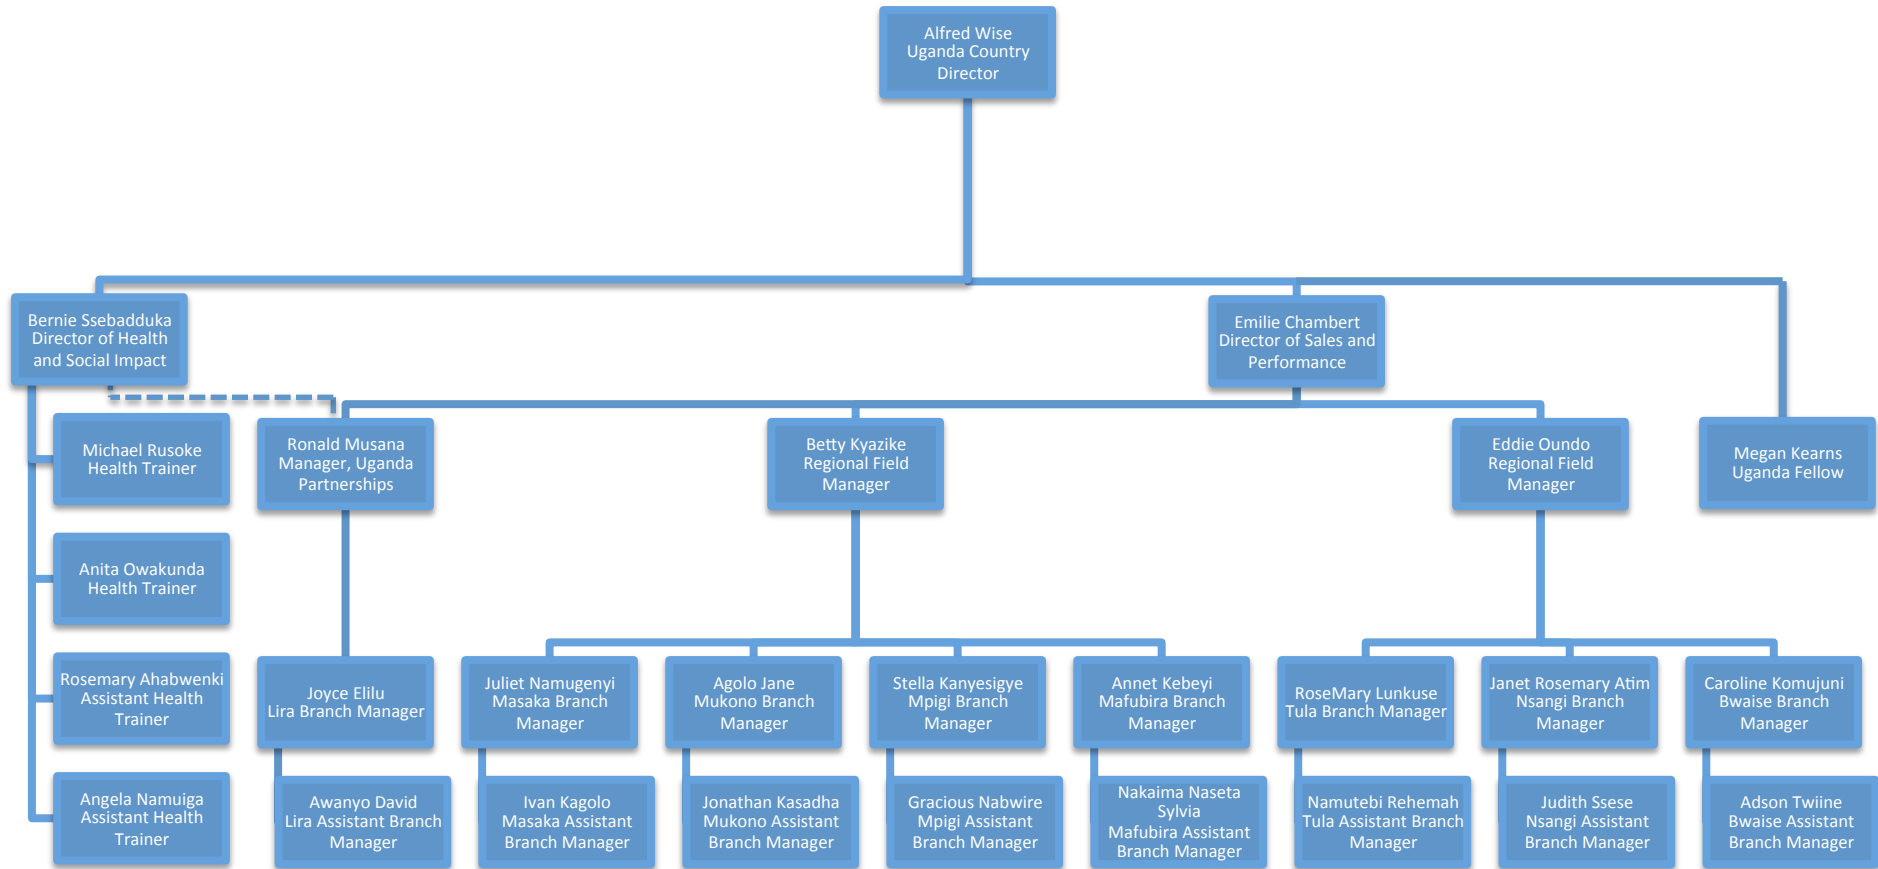 Alfred Wise
Uganda Country
Director
Bernie Ssebadduka
Director of Health
and Social Impact
Emilie Chambert
Director of Sales and
Performance
Michael Rusoke
Health Trainer
Ronald Musana
Manager, Uganda
Partnerships
Betty Kyazike
Regional Field
Manager
Eddie Oundo
Regional Field
Manager
Megan Kearns
Uganda Fellow
Anita Owakunda
Health Trainer
Rosemary Ahabwenki
Assistant Health
Trainer
Joyce Elilu
Lira Branch Manager
Juliet Namugenyi
Masaka Branch
Manager
Agolo Jane
Mukono Branch
Manager
Stella Kanyesigye
Mpigi Branch
Manager
Annet Kebeyi
Mafubira Branch
Manager
RoseMary Lunkuse
Tula Branch Manager
Janet Rosemary Atim
Nsangi Branch
Manager
Caroline Komujuni
Bwaise Branch
Manager
Angela Namuiga
Assistant Health
Trainer
Awanyo David
Lira Assistant Branch
Manager
Ivan Kagolo
Masaka Assistant
Branch Manager
Jonathan Kasadha
Mukono Assistant
Branch Manager
Gracious Nabwire
Mpigi Assistant
Branch Manager
Nakaima Naseta
Sylvia
Mafubira Assistant
Branch Manager
Namutebi Rehemah
Tula Assistant Branch
Manager
Judith Ssese
Nsangi Assistant
Branch Manager
Adson Twiine
Bwaise Assistant
Branch Manager